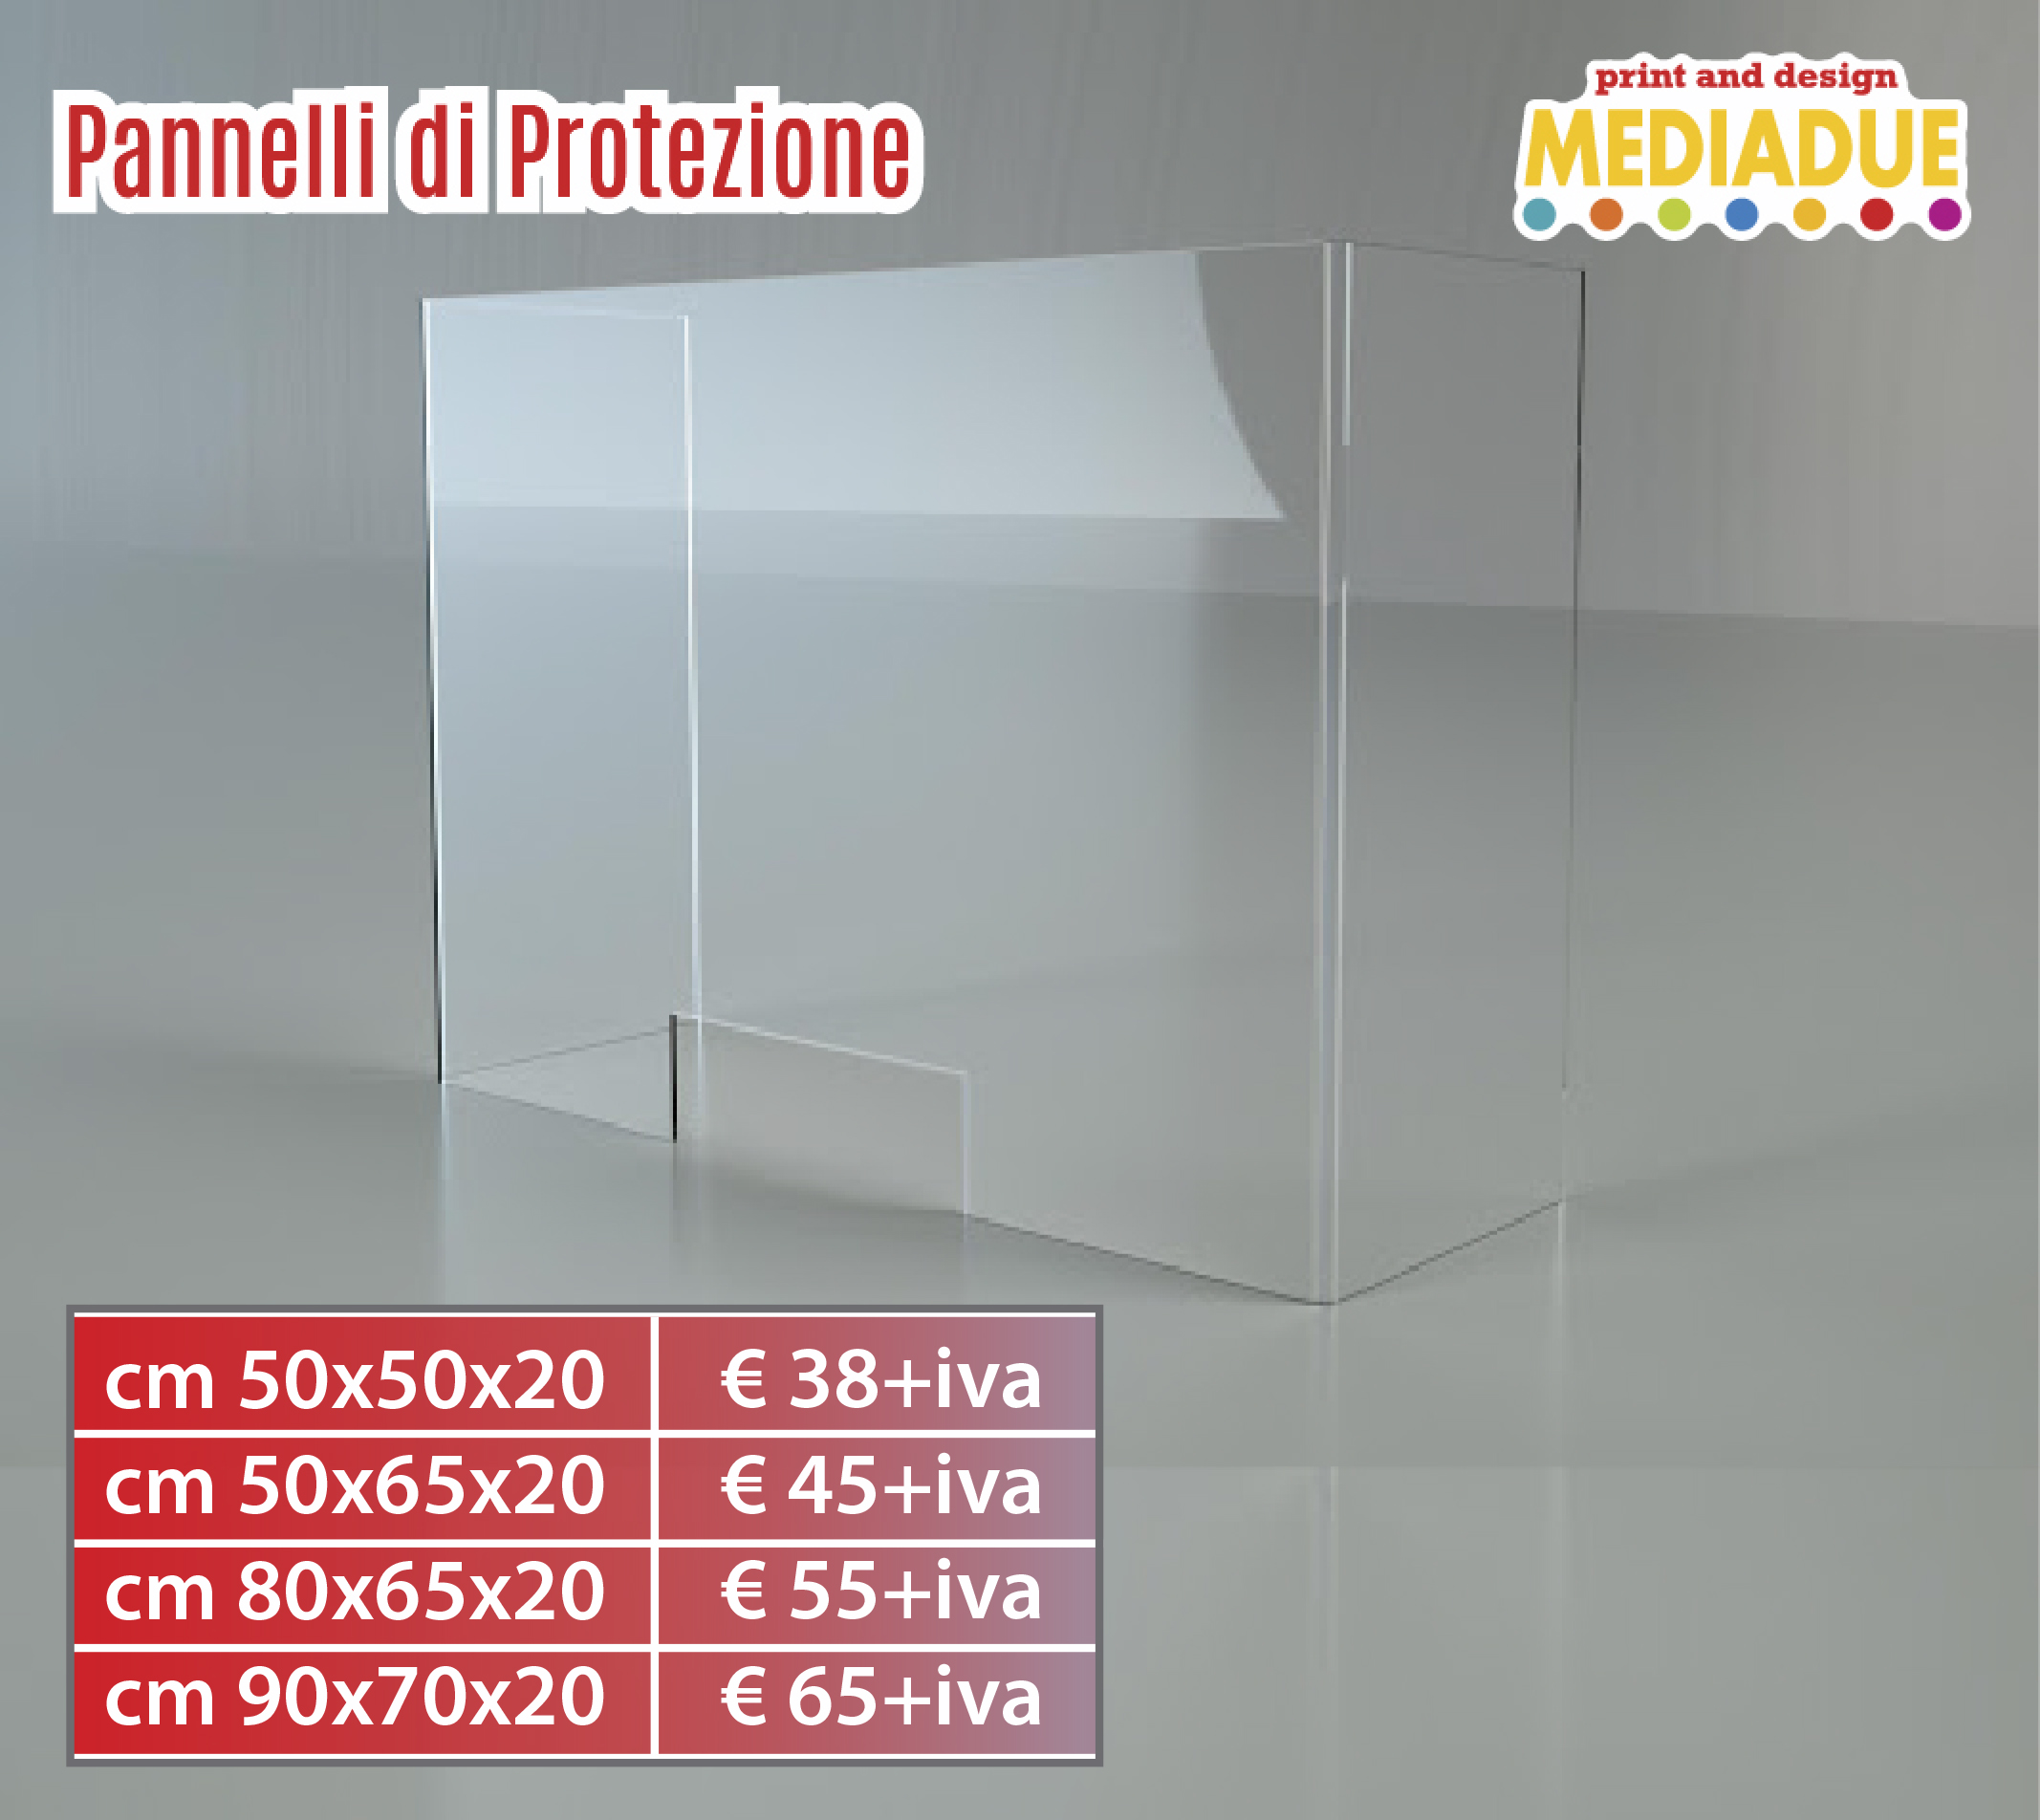 Pannelli di Protezione
print and design
MEDIADUE
cm 50x50x20 € 38+iva
cm 50x65x20 € 45+iva
cm 80x65x20 € 55+iva
cm 90x70x20 € 65+iva